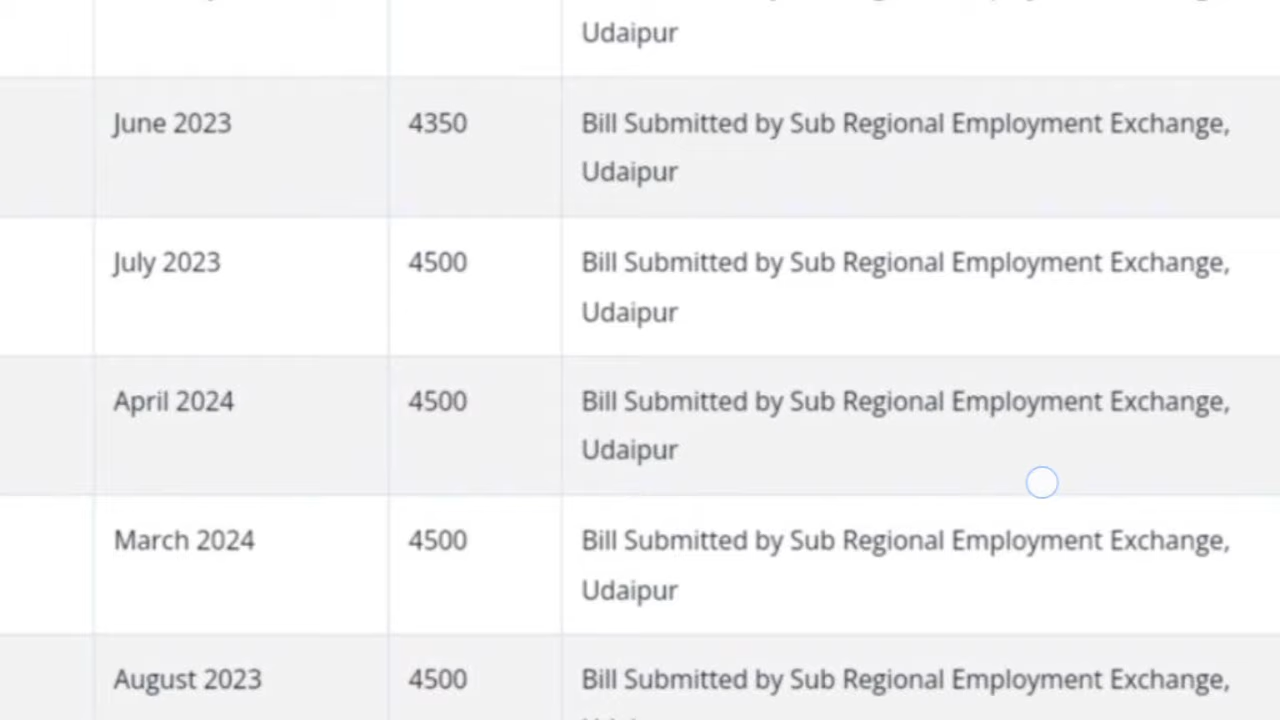 Udaipur
June 2023 4350 Bill Submitted by Sub Regional Employment Exchange,
Udaipur
July 2023 4500 Bill Submitted by Sub Regional Employment Exchange,
Udaipur
April 2024 4500 Bill Submitted by Sub Regional Employment Exchange,
Udaipur
March 2024 4500 Bill Submitted by Sub Regional Employment Exchange,
Udaipur
August 2023 4500 Bill Submitted by Sub Regional Employment Exchange,